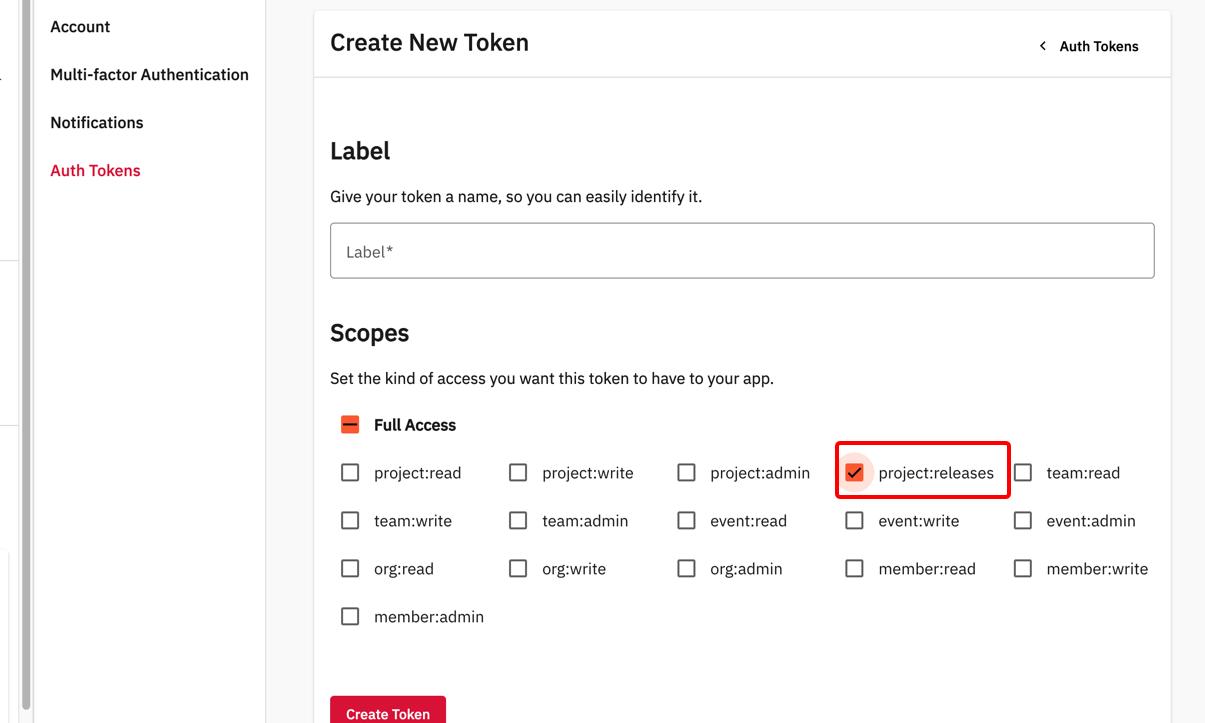 Account
Multi-factor Authentication
Notifications
Auth Tokens
Create New Token
Auth Tokens
Label
Give your token a name, so you can easily identify it.
Label*
Scopes
Set the kind of access you want this token to have to your app.
Full Access
project:read project:write project:admin project:releases team:read
team:write team:admin event:read event:write event:admin
org:read org:write org:admin member:read member:write
member:admin
Create Token